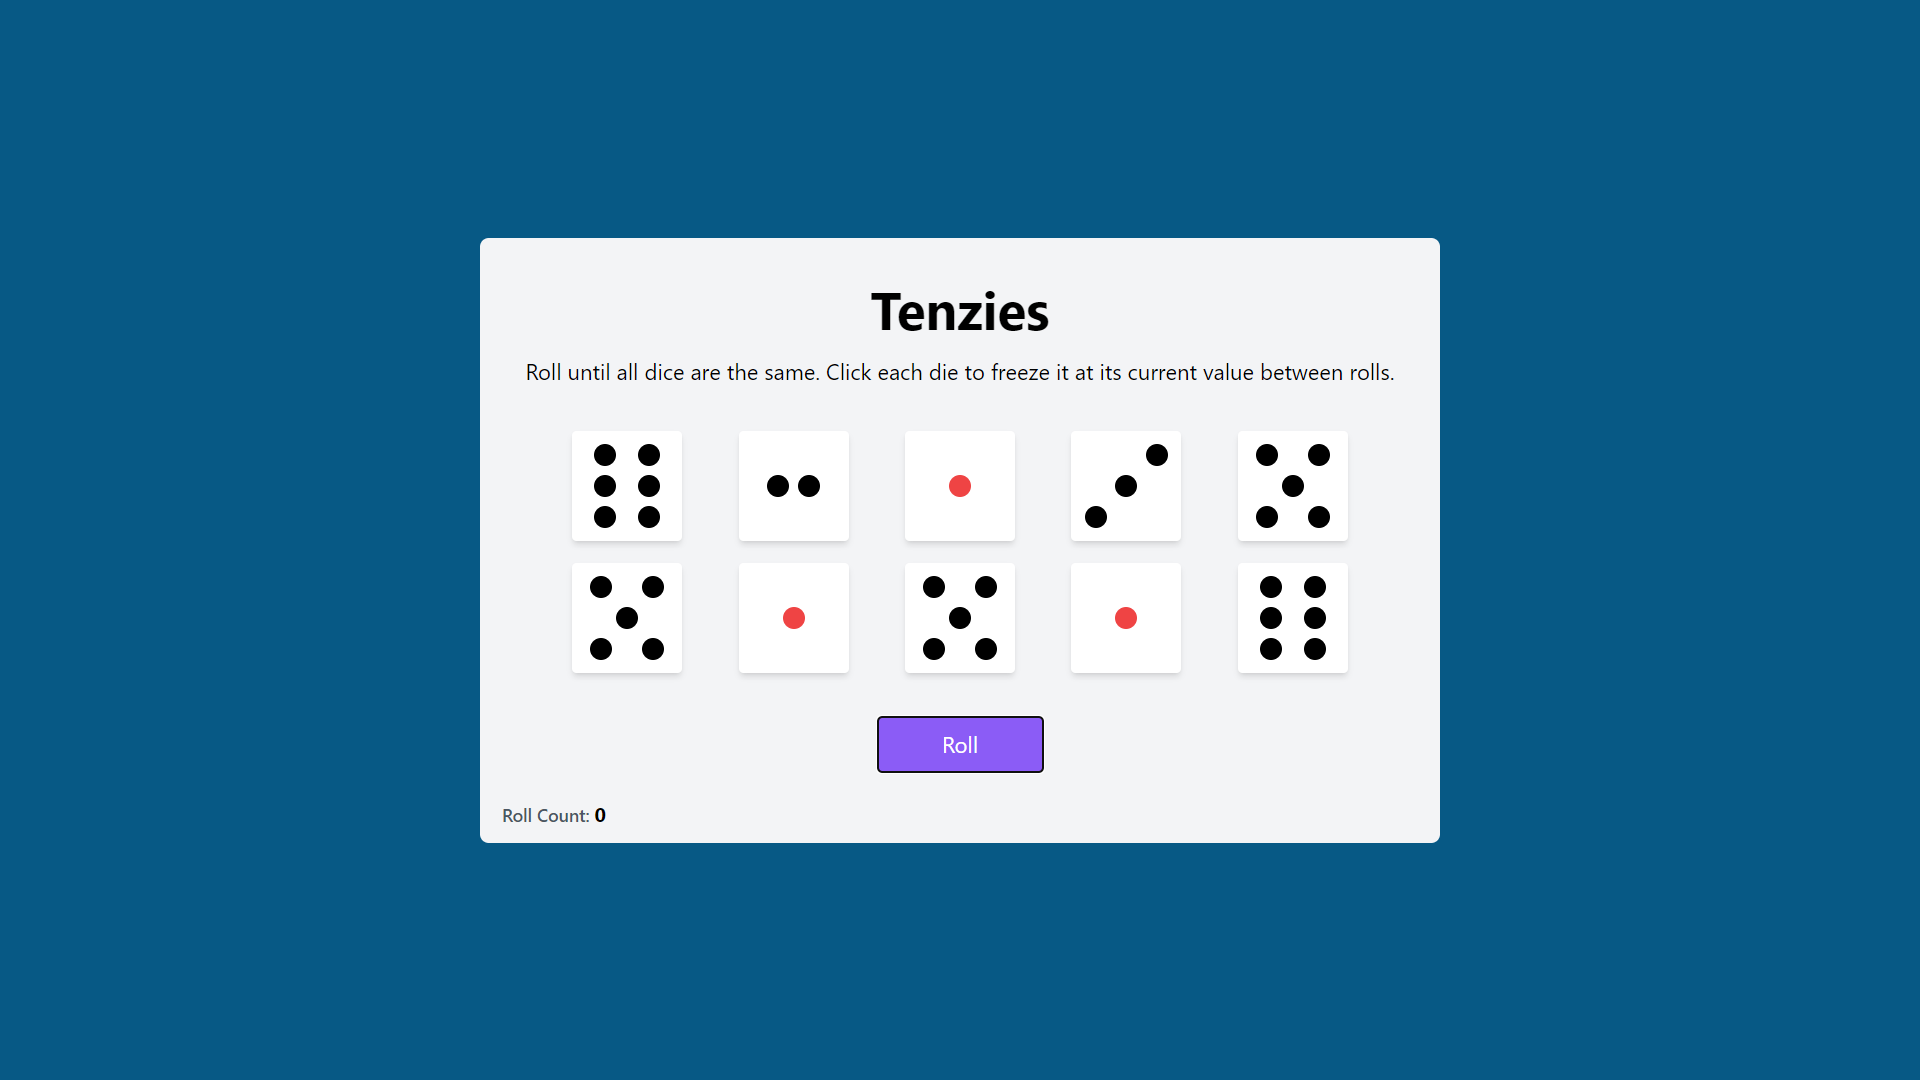 Tenzies
Roll until all dice are the same. Click each die to freeze it at its current value between rolls.
Roll
Roll Count: 0